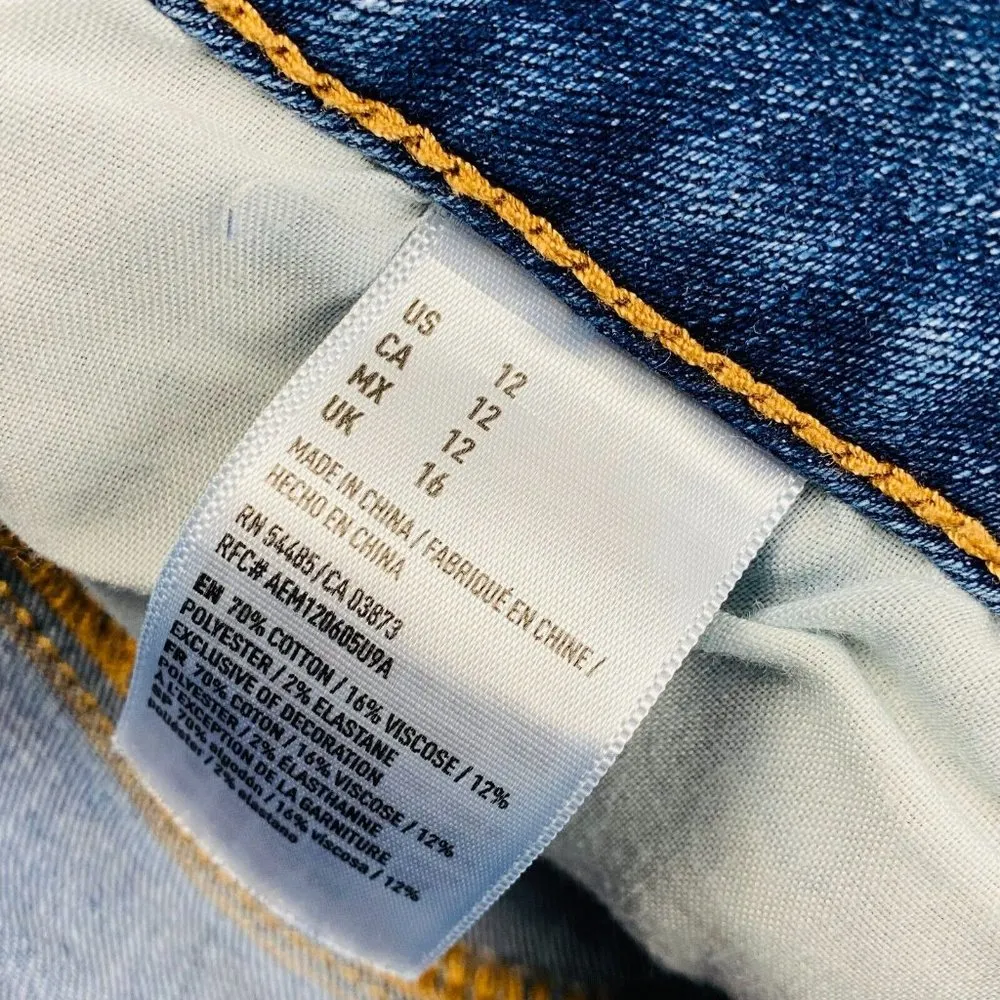 US 12
CA 12
MX 12
UK 16
MADE IN CHINA / FABRIQUÉ EN CHINE /
HECHO EN CHINA
RN 54485 / CA 03873
RFC# AEM120605U9A
EN 70% COTTON / 16% VISCOSE / 12%
POLYESTER / 2% ELASTANE
EXCLUSIVE OF DECORATION
FR 70% COTON / 16% VISCOSE / 12%
POLYESTER / 2% ÉLASTHANNE
À L'EXCEPTION DE LA GARNITURE
70% algodón / 16% viscosa / 12%
/ 2% elastano